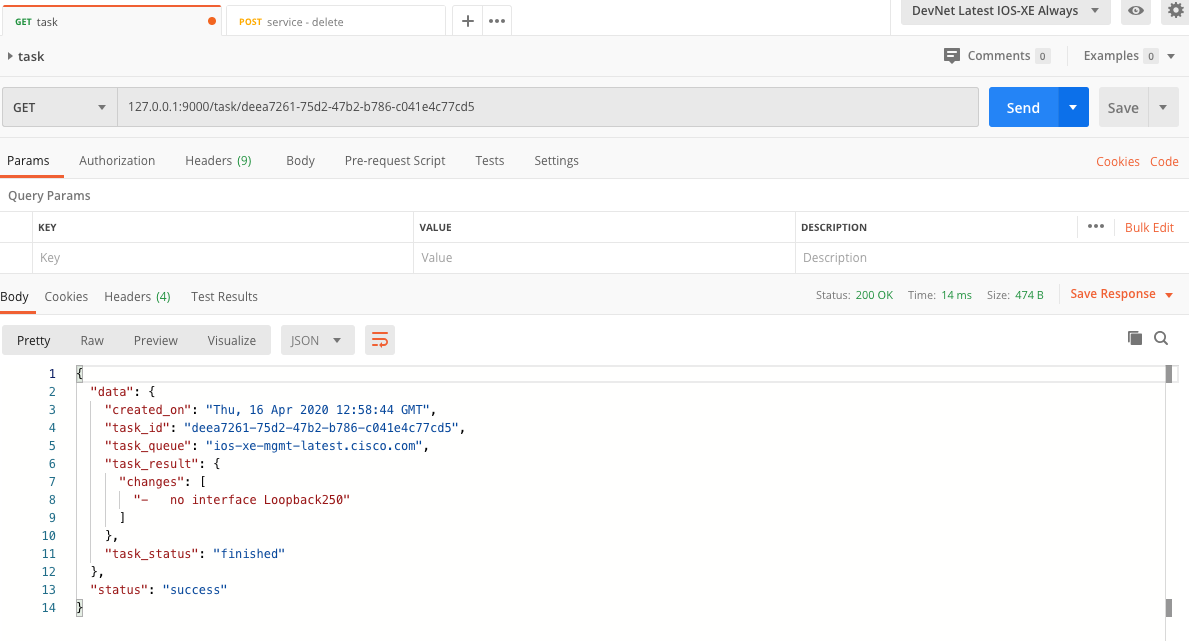 GET task
POST service - delete
+ •••
DevNet Latest IOS-XE Always
task
Comments 0
Examples 0
GET
127.0.0.1:9000/task/deea7261-75d2-47b2-b786-c041e4c77cd5
Send
Save
Params Authorization Headers (9) Body Pre-request Script Tests Settings
Cookies Code
Query Params
KEY VALUE DESCRIPTION ••• Bulk Edit
Key Value Description
Body Cookies Headers (4) Test Results
Status: 200 OK Time: 14 ms Size: 474 B Save Response
Pretty Raw Preview Visualize JSON
1 {
2 "data": {
3 "created_on": "Thu, 16 Apr 2020 12:58:44 GMT",
4 "task_id": "deea7261-75d2-47b2-b786-c041e4c77cd5",
5 "task_queue": "ios-xe-mgmt-latest.cisco.com",
6 "task_result": {
7 "changes": [
8 "-   no interface Loopback250"
9 ]
10 },
11 "task_status": "finished"
12 },
13 "status": "success"
14 }